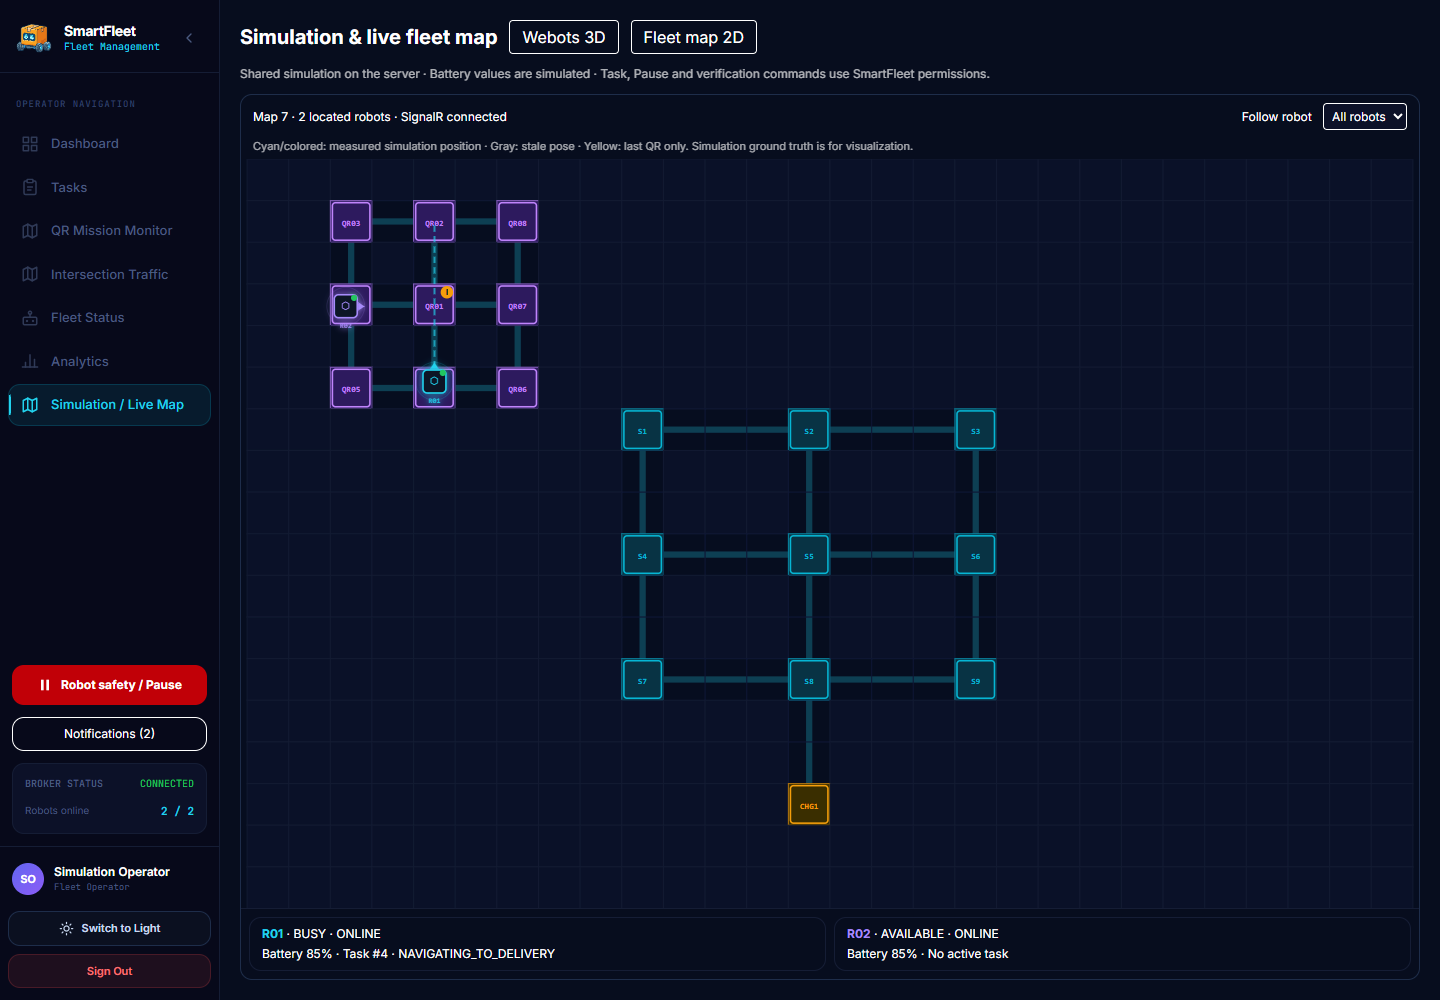 SmartFleet
Fleet Management
OPERATOR NAVIGATION
Dashboard
Tasks
QR Mission Monitor
Intersection Traffic
Fleet Status
Analytics
Simulation / Live Map
Robot safety / Pause
Notifications (2)
BROKER STATUS CONNECTED
Robots online 2 / 2
SO
Simulation Operator
Fleet Operator
Switch to Light
Sign Out
Simulation & live fleet map Webots 3D Fleet map 2D
Shared simulation on the server · Battery values are simulated · Task, Pause and verification commands use SmartFleet permissions.
Map 7 · 2 located robots · SignalR connected Follow robot All robots
Cyan/colored: measured simulation position · Gray: stale pose · Yellow: last QR only. Simulation ground truth is for visualization.
QR03 QR02 QR08
QR01 QR07
R02
QR05 QR06
R01
S1 S2 S3
S4 S5 S6
S7 S8 S9
CHG1
R01 · BUSY · ONLINE
Battery 85% · Task #4 · NAVIGATING_TO_DELIVERY
R02 · AVAILABLE · ONLINE
Battery 85% · No active task